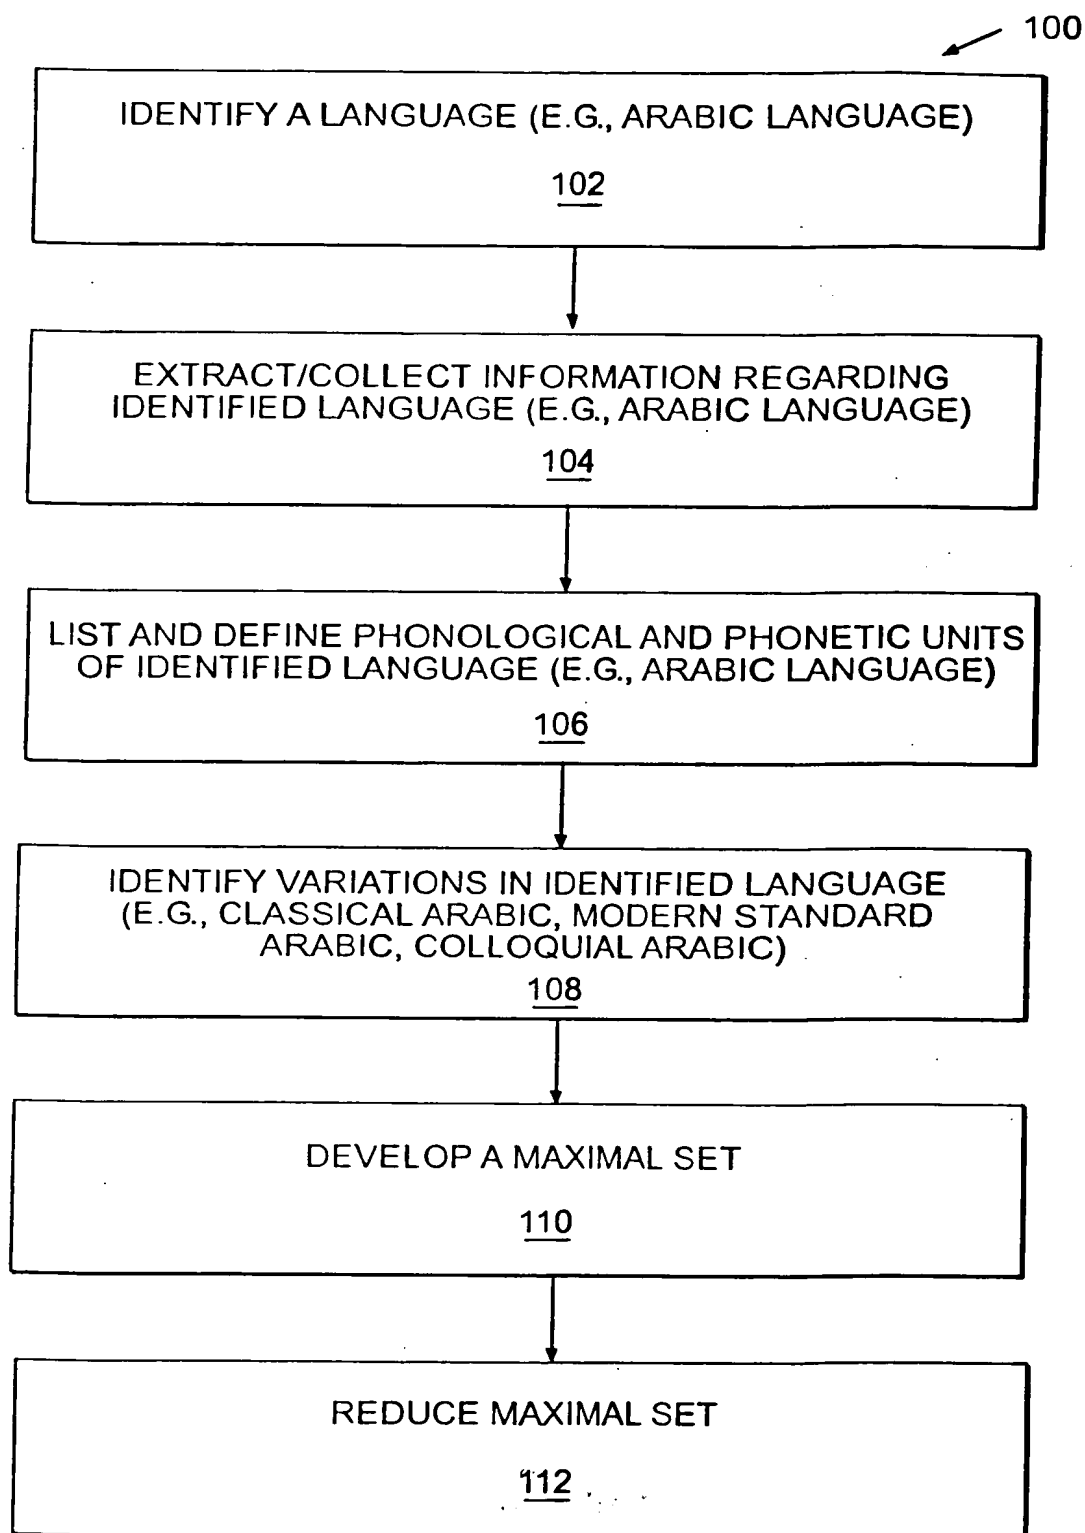 100
IDENTIFY A LANGUAGE (E.G., ARABIC LANGUAGE)
102
EXTRACT/COLLECT INFORMATION REGARDING
IDENTIFIED LANGUAGE (E.G., ARABIC LANGUAGE)
104
LIST AND DEFINE PHONOLOGICAL AND PHONETIC UNITS
OF IDENTIFIED LANGUAGE (E.G., ARABIC LANGUAGE)
106
IDENTIFY VARIATIONS IN IDENTIFIED LANGUAGE
(E.G., CLASSICAL ARABIC, MODERN STANDARD
ARABIC, COLLOQUIAL ARABIC)
108
DEVELOP A MAXIMAL SET
110
REDUCE MAXIMAL SET
112